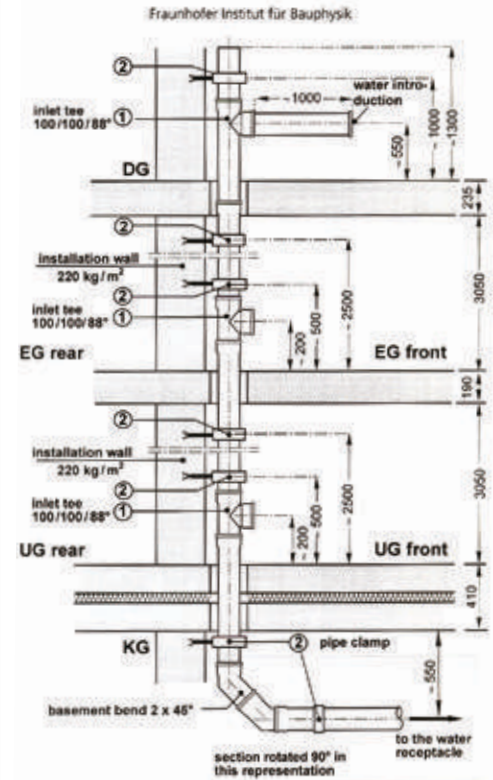 Fraunhofer Institut für Bauphysik
2
~1000
water intro-
duction
inlet tee
100/100/88° 1
~550
~1000
~1300
DG
235
2
installation wall
220 kg/m²
2
inlet tee
100/100/88° 1
~200
~500
~2500
3050
EG rear
EG front
190
2
installation wall
220 kg/m²
2
inlet tee
100/100/88° 1
~200
~500
~2500
3050
UG rear
UG front
410
KG
2 pipe clamp
~550
basement bend 2 x 45°
to the water
receptacle
section rotated 90° in
this representation